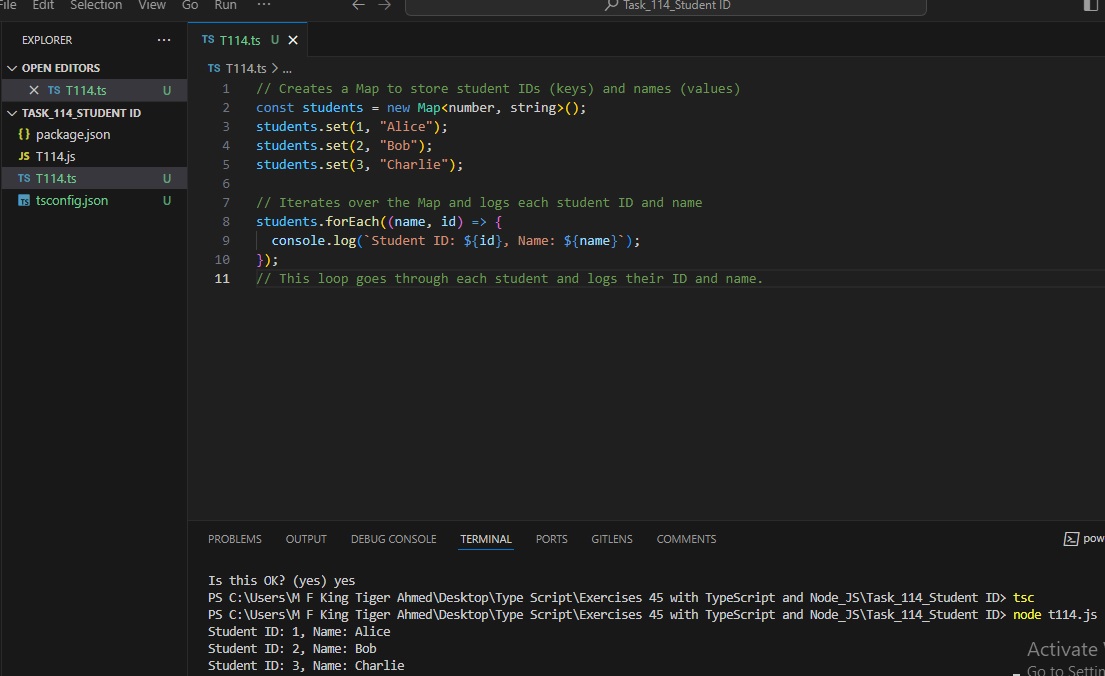 File Edit Selection View Go Run ···
Task_114_Student ID
EXPLORER ···
OPEN EDITORS
TS T114.ts U
TASK_114_STUDENT ID
{} package.json
JS T114.js
TS T114.ts U
TS tsconfig.json U
TS T114.ts U
TS T114.ts > ...
1 // Creates a Map to store student IDs (keys) and names (values)
2 const students = new Map<number, string>();
3 students.set(1, "Alice");
4 students.set(2, "Bob");
5 students.set(3, "Charlie");
6
7 // Iterates over the Map and logs each student ID and name
8 students.forEach((name, id) => {
9   console.log(`Student ID: ${id}, Name: ${name}`);
10 });
11 // This loop goes through each student and logs their ID and name.
PROBLEMS OUTPUT DEBUG CONSOLE TERMINAL PORTS GITLENS COMMENTS
pow
Is this OK? (yes) yes
PS C:\Users\M F King Tiger Ahmed\Desktop\Type Script\Exercises 45 with TypeScript and Node_JS\Task_114_Student ID> tsc
PS C:\Users\M F King Tiger Ahmed\Desktop\Type Script\Exercises 45 with TypeScript and Node_JS\Task_114_Student ID> node t114.js
Student ID: 1, Name: Alice
Student ID: 2, Name: Bob
Student ID: 3, Name: Charlie
Activate
Go to Settin